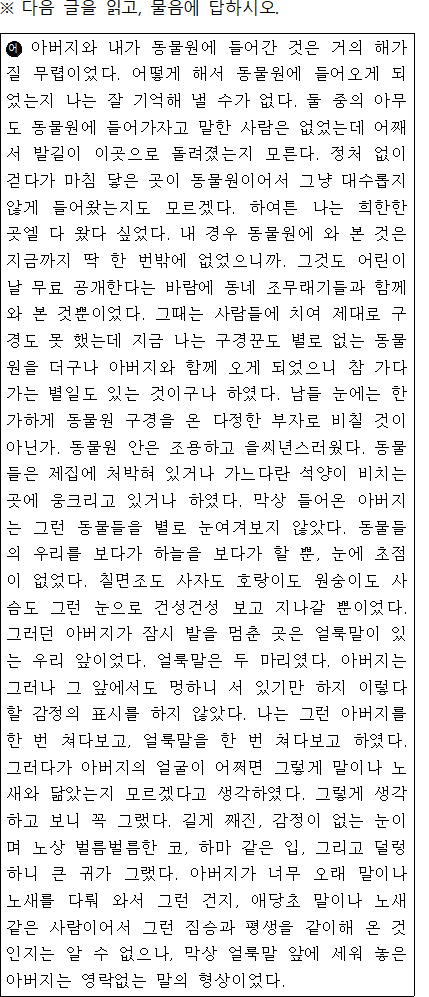 ※ 다음 글을 읽고, 물음에 답하시오.
어 아버지와 내가 동물원에 들어간 것은 거의 해가
질 무렵이었다. 어떻게 해서 동물원에 들어오게 되
었는지 나는 잘 기억해 낼 수가 없다. 둘 중의 아무
도 동물원에 들어가자고 말한 사람은 없었는데 어째
서 발길이 이곳으로 돌려졌는지 모른다. 정처 없이
걷다가 마침 닿은 곳이 동물원이어서 그냥 대수롭지
않게 들어왔는지도 모르겠다. 하여튼 나는 희한한
곳엘 다 왔다 싶었다. 내 경우 동물원에 와 본 것은
지금까지 딱 한 번밖에 없었으니까. 그것도 어린이
날 무료 공개한다는 바람에 동네 조무래기들과 함께
와 본 것뿐이었다. 그때는 사람들에 치여 제대로 구
경도 못 했는데 지금 나는 구경꾼도 별로 없는 동물
원을 더구나 아버지와 함께 오게 되었으니 참 가다
가는 별일도 있는 것이구나 하였다. 남들 눈에는 한
가하게 동물원 구경을 온 다정한 부자로 비칠 것이
아닌가. 동물원 안은 조용하고 을씨년스러웠다. 동물
들은 제집에 처박혀 있거나 가느다란 석양이 비치는
곳에 웅크리고 있거나 하였다. 막상 들어온 아버지
는 그런 동물들을 별로 눈여겨보지 않았다. 동물들
의 우리를 보다가 하늘을 보다가 할 뿐, 눈에 초점
이 없었다. 칠면조도 사자도 호랑이도 원숭이도 사
슴도 그런 눈으로 건성건성 보고 지나갈 뿐이었다.
그러던 아버지가 잠시 발을 멈춘 곳은 얼룩말이 있
는 우리 앞이었다. 얼룩말은 두 마리였다. 아버지는
그러나 그 앞에서도 멍하니 서 있기만 하지 이렇다
할 감정의 표시를 하지 않았다. 나는 그런 아버지를
한 번 쳐다보고, 얼룩말을 한 번 쳐다보고 하였다.
그러다가 아버지의 얼굴이 어쩌면 그렇게 말이나 노
새와 닮았는지 모르겠다고 생각하였다. 그렇게 생각
하고 보니 꼭 그랬다. 길게 째진, 감정이 없는 눈이
며 노상 벌름벌름한 코, 하마 같은 입, 그리고 덜렁
하니 큰 귀가 그랬다. 아버지가 너무 오래 말이나
노새를 다뤄 와서 그런 건지, 애당초 말이나 노새
같은 사람이어서 그런 짐승과 평생을 같이해 온 것
인지는 알 수 없으나, 막상 얼룩말 앞에 세워 놓은
아버지는 영락없는 말의 형상이었다.